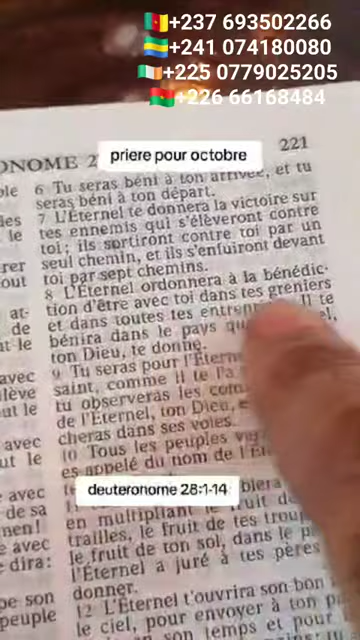 +237 693502266
+241 074180080
+225 0779025205
+226 66168484
221
priere pour octobre
6 Tu seras béni à ton arrivée, et tu
seras béni à ton départ.
7 L'Éternel te donnera la victoire sur
tes ennemis qui s'élèveront contre
toi; ils sortiront contre toi par un
seul chemin, et ils s'enfuiront devant
toi par sept chemins.
8 L'Éternel ordonnera à la bénédic-
tion d'être avec toi dans tes greniers
et dans toutes tes
bénira dans le pays
ton Dieu, te donne.
9 Tu seras pour
saint, comme il te l'a
tu observeras les
de l'Éternel, ton Dieu,
cheras dans ses voies.
10 Tous les peuples
es appelé du nom de
deuteronome 28:1-14
en multipliant le fruit de
trailles, le fruit de tes
le fruit de ton sol, dans le
l'Éternel a juré à tes pères
donner.
12 L'Éternel t'ouvrira son bon
le ciel, pour envoyer à ton
son temps et pour